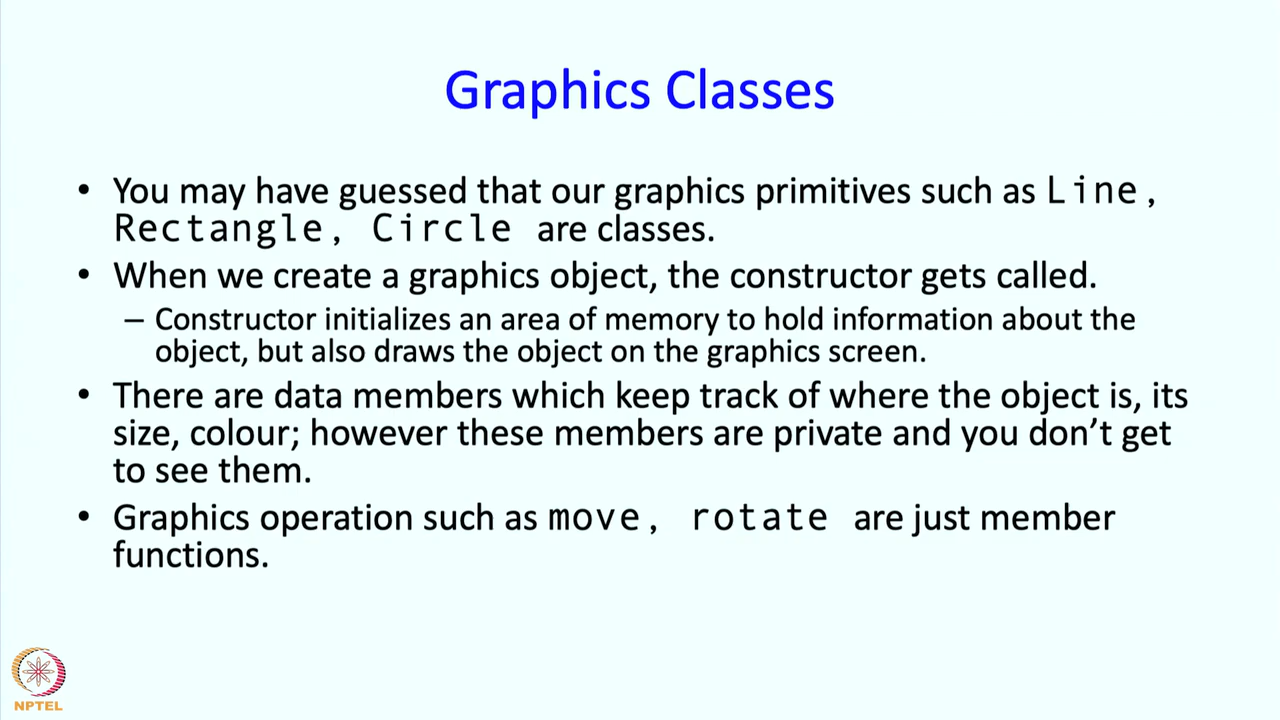 Graphics Classes
• You may have guessed that our graphics primitives such as Line,
Rectangle, Circle are classes.
• When we create a graphics object, the constructor gets called.
– Constructor initializes an area of memory to hold information about the
object, but also draws the object on the graphics screen.
• There are data members which keep track of where the object is, its
size, colour; however these members are private and you don't get
to see them.
• Graphics operation such as move, rotate are just member
functions.
NPTEL